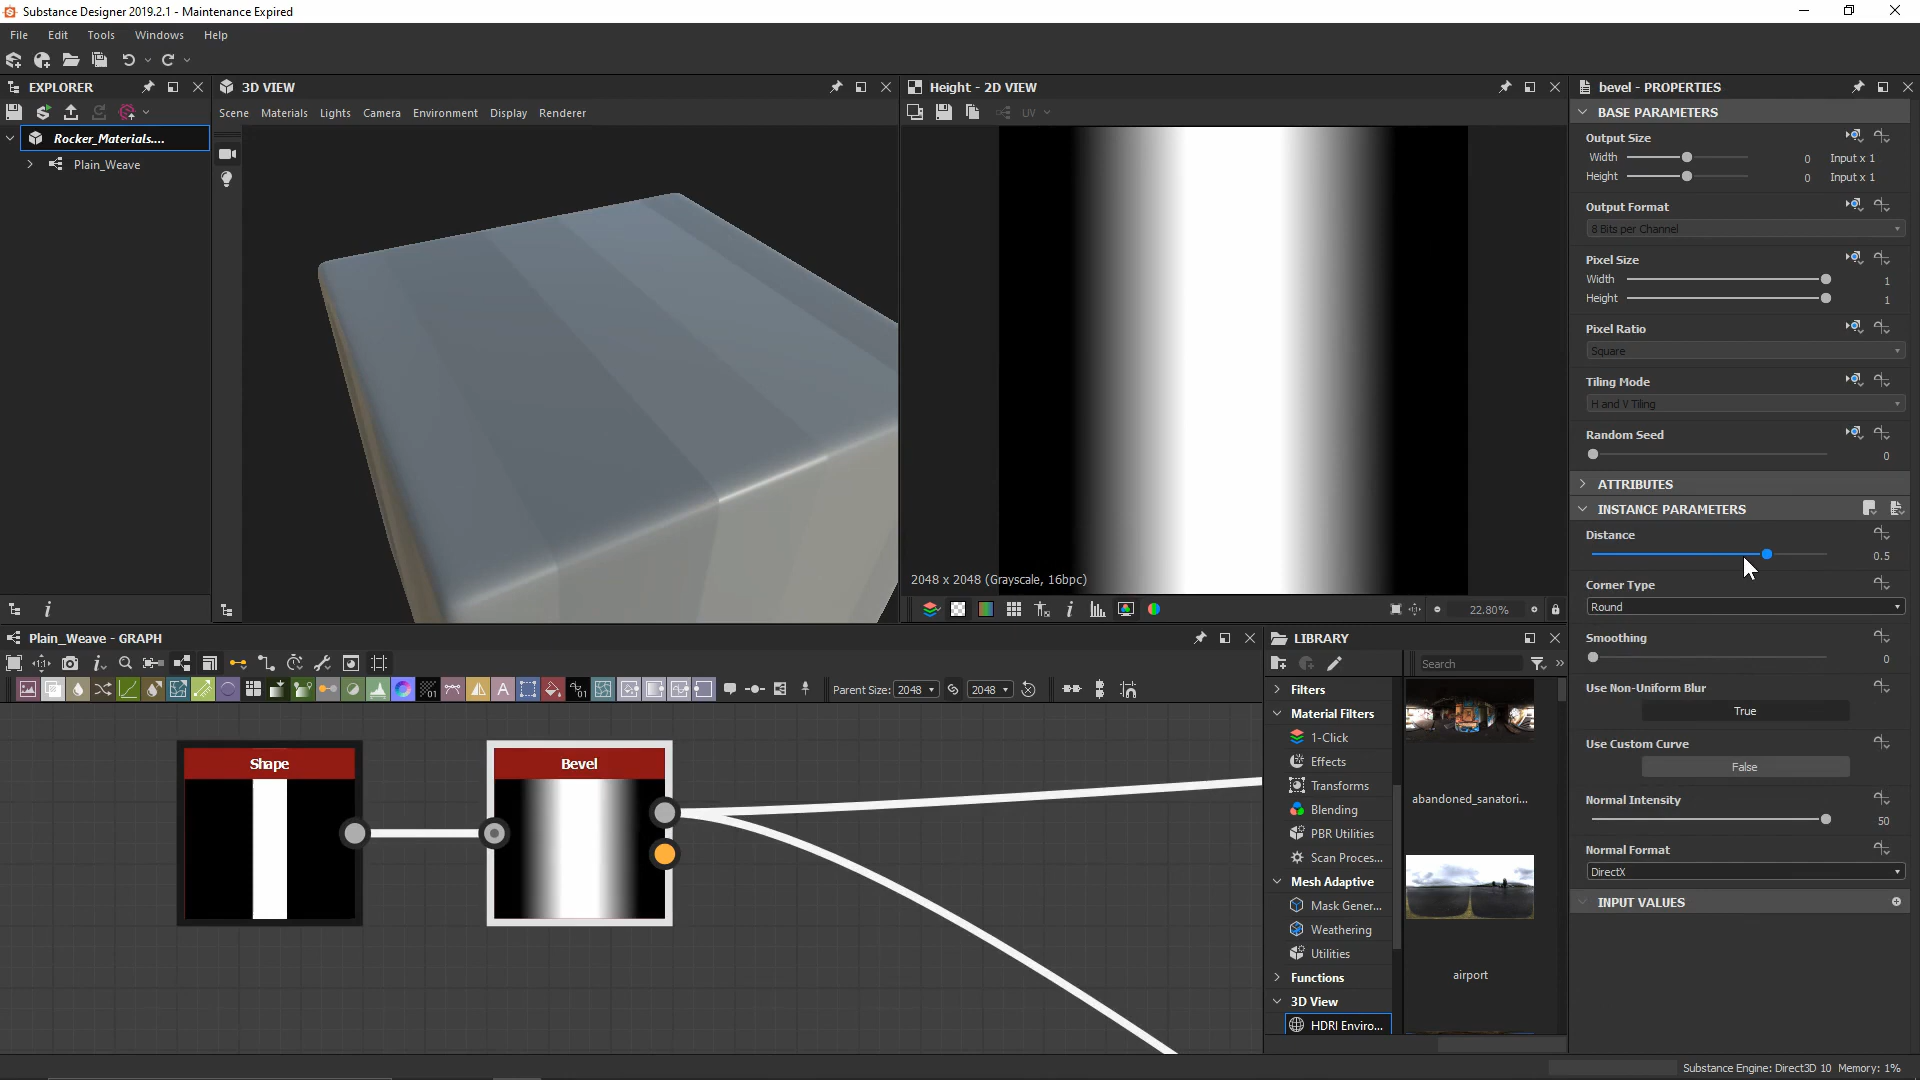 Substance Designer 2019.2.1 - Maintenance Expired
File Edit Tools Windows Help
EXPLORER
Rocker_Materials....
Plain_Weave
3D VIEW
Scene Materials Lights Camera Environment Display Renderer
Height - 2D VIEW
UV
2048 x 2048 (Grayscale, 16bpc)
22.80%
bevel - PROPERTIES
BASE PARAMETERS
Output Size
Width 0 Input x 1
Height 0 Input x 1
Output Format
8 Bits per Channel
Pixel Size
Width 1
Height 1
Pixel Ratio
Square
Tiling Mode
H and V Tiling
Random Seed
0
ATTRIBUTES
INSTANCE PARAMETERS
Distance
0.5
Corner Type
Round
Smoothing
0
Use Non-Uniform Blur
True
Use Custom Curve
False
Normal Intensity
50
Normal Format
DirectX
INPUT VALUES
Plain_Weave - GRAPH
Parent Size: 2048 2048
Shape
Bevel
LIBRARY
Search
Filters
Material Filters
1-Click
Effects
Transforms
Blending
PBR Utilities
Scan Proces...
Mesh Adaptive
Mask Gener...
Weathering
Utilities
Functions
3D View
HDRI Enviro...
abandoned_sanatori...
airport
Substance Engine: Direct3D 10 Memory: 1%